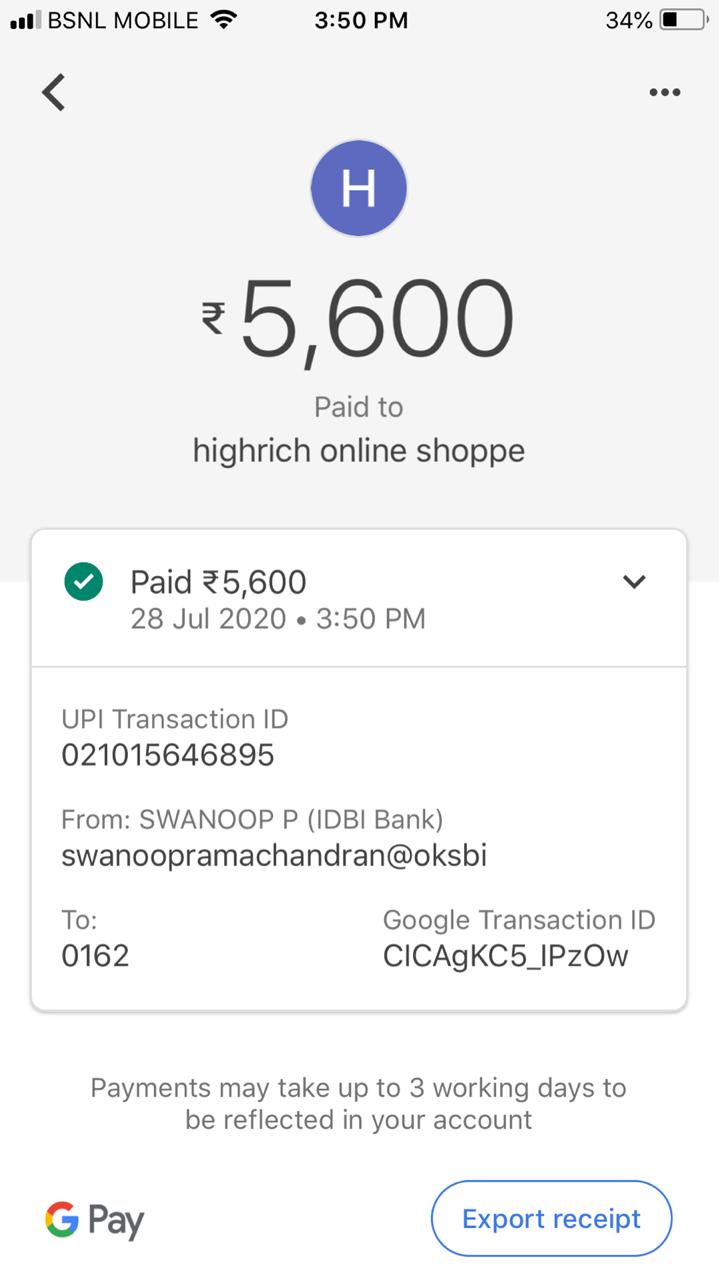 BSNL MOBILE 3:50 PM 34%
H
₹5,600
Paid to
highrich online shoppe
Paid ₹5,600
28 Jul 2020 • 3:50 PM
UPI Transaction ID
021015646895
From: SWANOOP P (IDBI Bank)
swanoopramachandran@oksbi
To: Google Transaction ID
0162 CICAgKC5_IPzOw
Payments may take up to 3 working days to
be reflected in your account
G Pay Export receipt